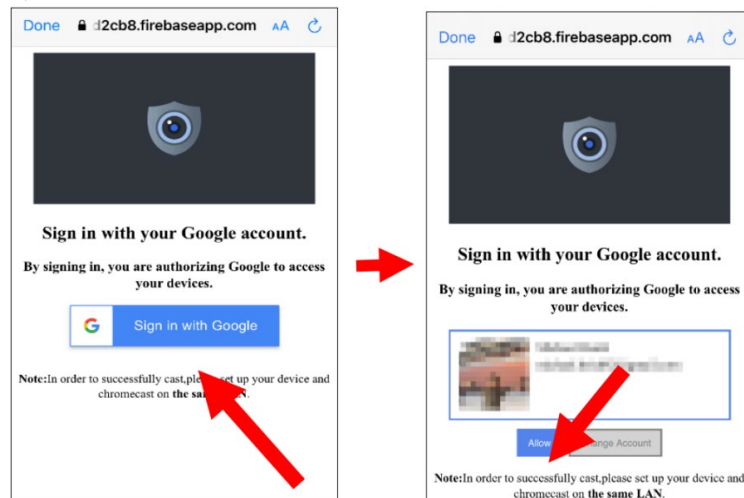 Done d2cb8.firebaseapp.com AA
Sign in with your Google account.
By signing in, you are authorizing Google to access
your devices.
G Sign in with Google
Note:In order to successfully cast,please set up your device and
chromecast on the same LAN.
Done d2cb8.firebaseapp.com AA
Sign in with your Google account.
By signing in, you are authorizing Google to access
your devices.
Allow Change Account
Note:In order to successfully cast,please set up your device and
chromecast on the same LAN.